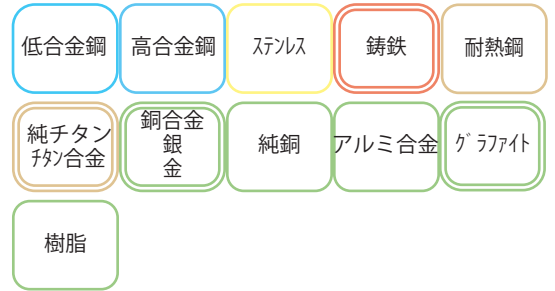 低合金鋼
高合金鋼
ｽﾃﾝﾚｽ
鋳鉄
耐熱鋼
純チタン
ﾁﾀﾝ合金
銅合金
銀
金
純銅
アルミ合金
ｸﾞﾗﾌｧｲﾄ
樹脂